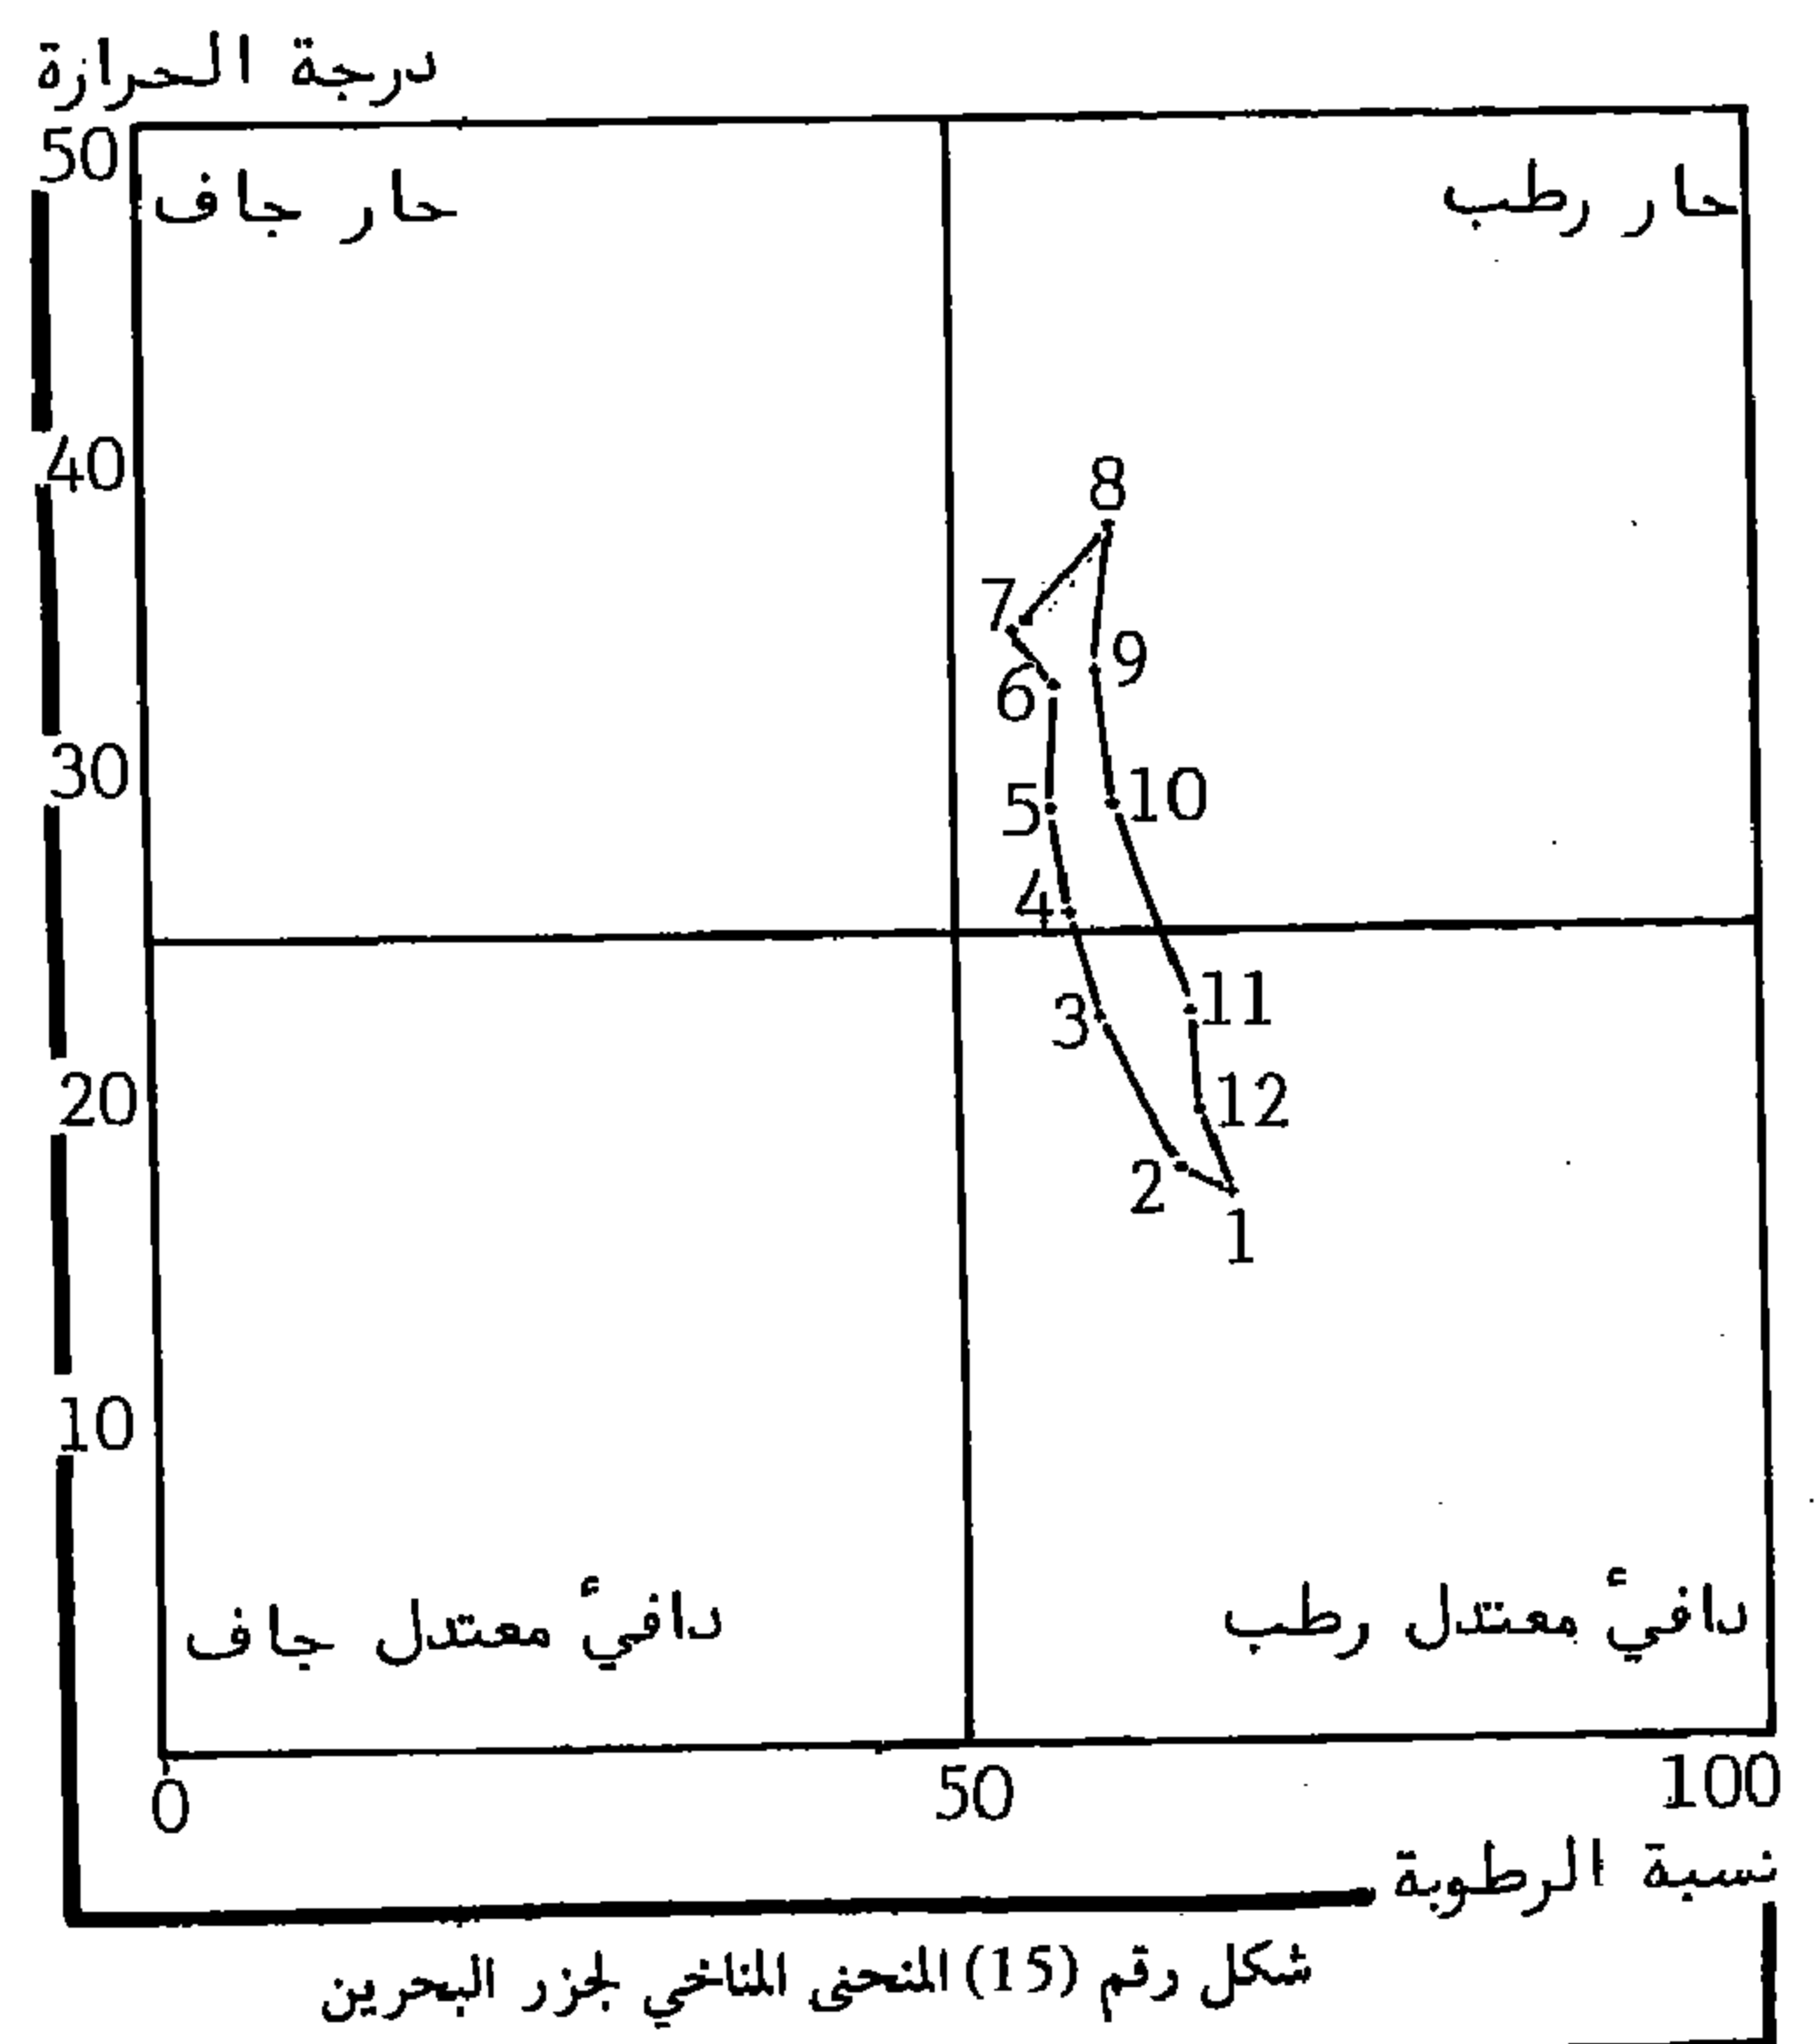 درجة الحرازة
50
حار جاف
حار رطب
40
8
7
9
6
30
10
5
4
11
3
20
12
2
1
10
دافئ معتدل جاف
دافئ معتدل رطب
0
50
100
نسبة الرطوبة
شكل رقم (15) المنحنى المناخي لجزر البحرين